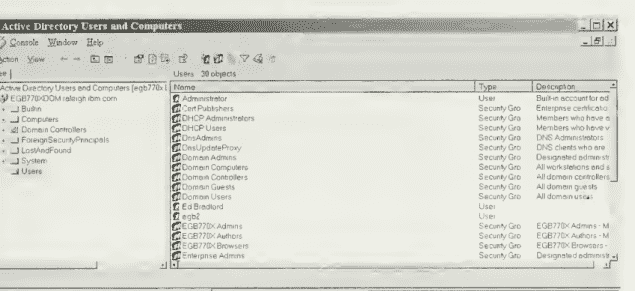 Active Directory Users and Computers
Console Window Help
Action View
Users 20 objects
Active Directory Users and Computers [egb770x
EGB770XDOM.raleigh.ibm.com
Builtin
Computers
Domain Controllers
ForeignSecurityPrincipals
LostAndFound
System
Users
Name Type Description
Administrator User Built-in account for ad
Cert Publishers Security Gro Enterprise certificatio
DHCP Administrators Security Gro Members who have a
DHCP Users Security Gro Members who have v
DnsAdmins Security Gro DNS Administrators
DnsUpdateProxy Security Gro DNS clients who are
Domain Admins Security Gro Designated administr
Domain Computers Security Gro All workstations and s
Domain Controllers Security Gro All domain controllers
Domain Guests Security Gro All domain guests
Domain Users Security Gro All domain users
Ed Bradford User
egb2 User
EGB770X Admins Security Gro EGB770X Admins - M
EGB770X Authors Security Gro EGB770X Authors - M
EGB770X Browsers Security Gro EGB770X Browsers -
Enterprise Admins Security Gro Designated administr